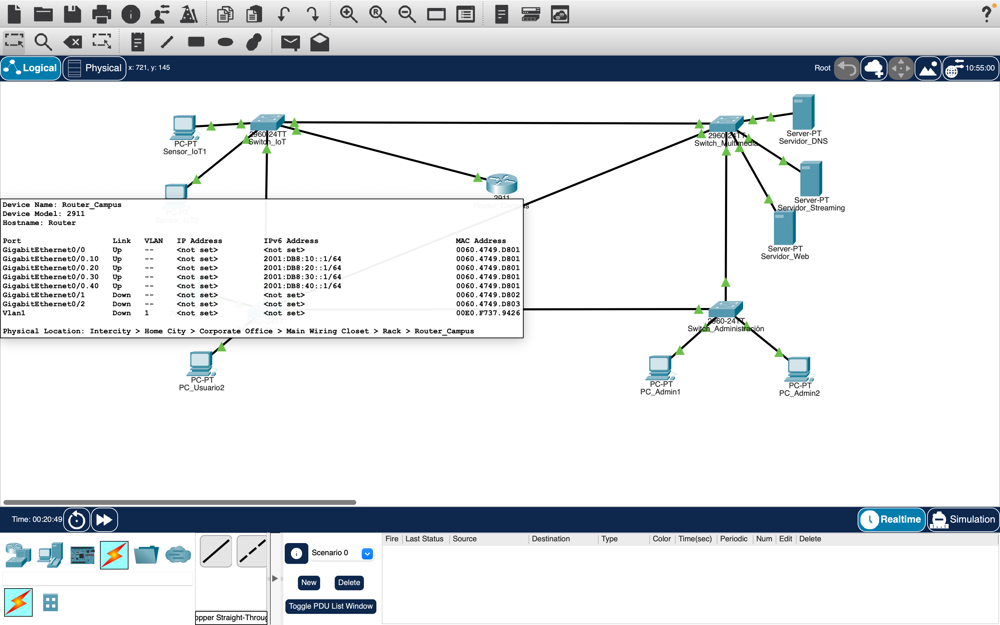 Logical
Physical
x: 721, y: 145
Root
10:55:00
PC-PT
Sensor_IoT1
2960-24TT
Switch_IoT
2960-24TT
Switch_Multimedia
Server-PT
Servidor_DNS
Server-PT
Servidor_Streaming
Server-PT
Servidor_Web
2911
Router_Campus
PC-PT
Sensor_IoT2
Device Name: Router_Campus
Device Model: 2911
Hostname: Router
Port Link VLAN IP Address IPv6 Address MAC Address
GigabitEthernet0/0 Up -- <not set> <not set> 0060.4749.D801
GigabitEthernet0/0.10 Up -- <not set> 2001:DB8:10::1/64 0060.4749.D801
GigabitEthernet0/0.20 Up -- <not set> 2001:DB8:20::1/64 0060.4749.D801
GigabitEthernet0/0.30 Up -- <not set> 2001:DB8:30::1/64 0060.4749.D801
GigabitEthernet0/0.40 Up -- <not set> 2001:DB8:40::1/64 0060.4749.D801
GigabitEthernet0/1 Down -- <not set> <not set> 0060.4749.D802
GigabitEthernet0/2 Down -- <not set> <not set> 0060.4749.D803
Vlan1 Down 1 <not set> <not set> 00E0.F737.9426
Physical Location: Intercity > Home City > Corporate Office > Main Wiring Closet > Rack > Router_Campus
2960-24TT
2960-24TT
Switch_Administración
PC-PT
PC_Usuario2
PC-PT
PC_Admin1
PC-PT
PC_Admin2
Time: 00:20:49
Realtime
Simulation
Scenario 0
New
Delete
Toggle PDU List Window
opper Straight-Throug
Fire Last Status Source Destination Type Color Time(sec) Periodic Num Edit Delete